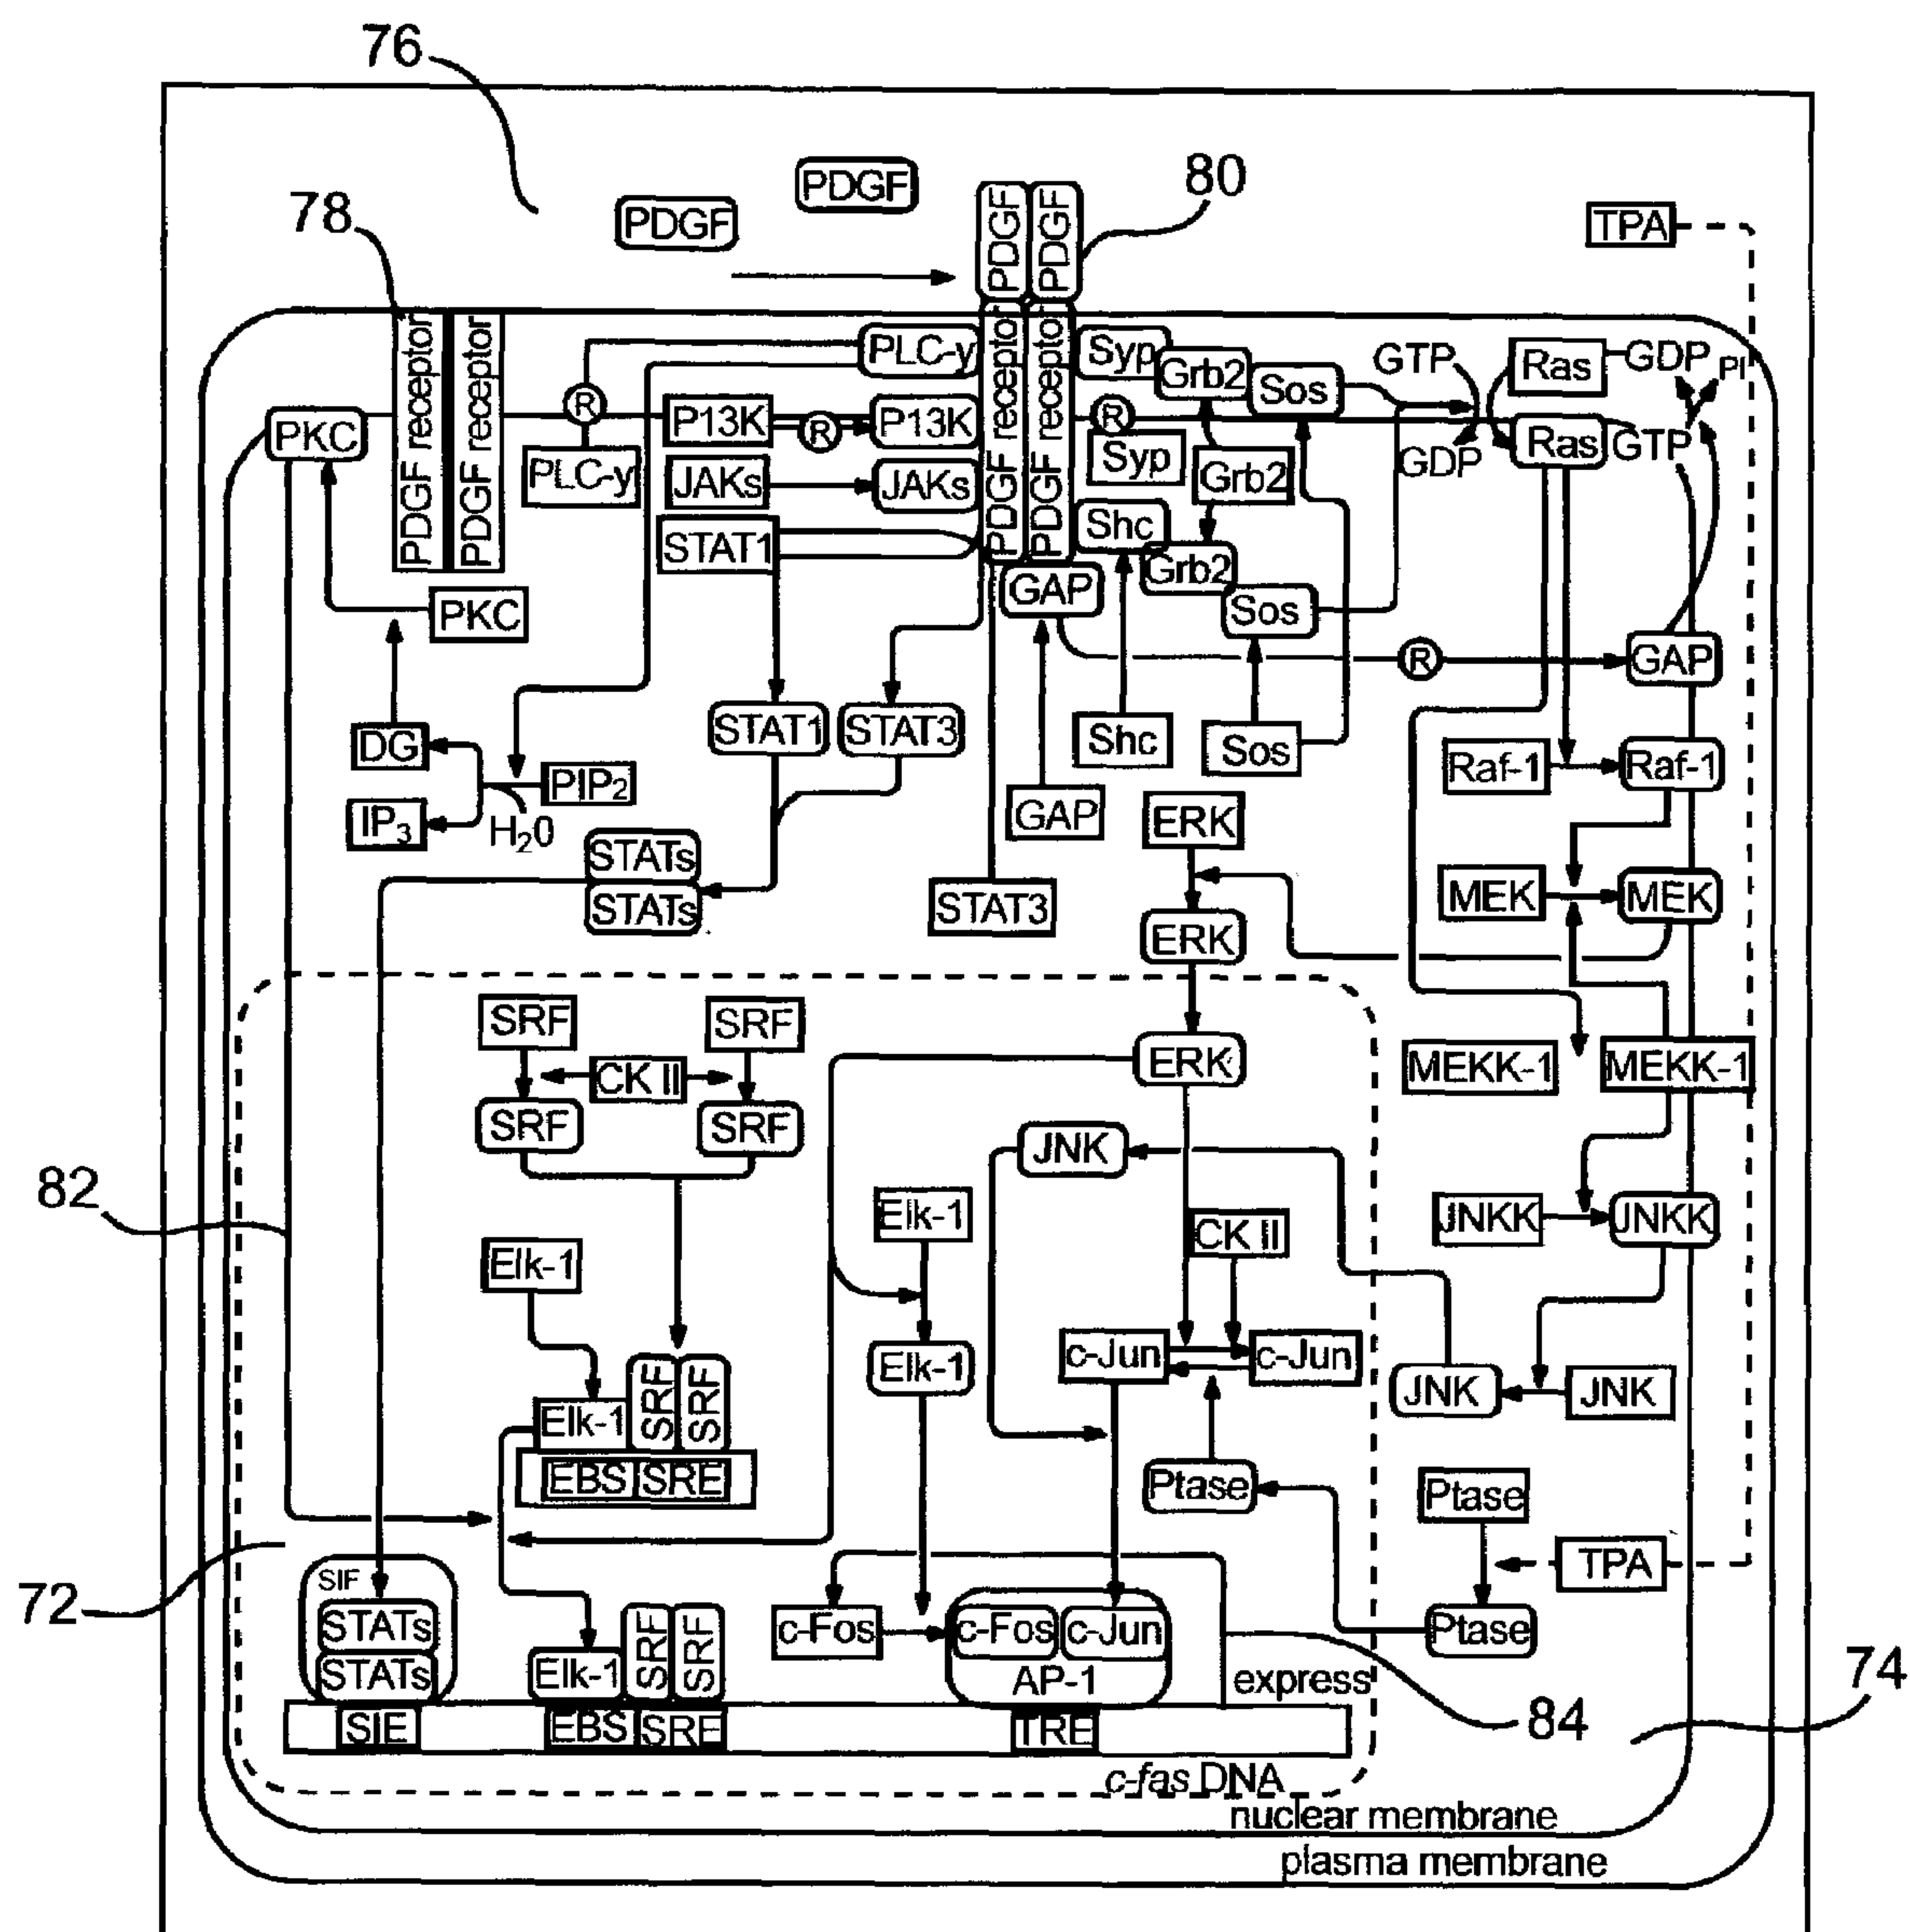 76
PDGF
80
78
PDGF
PDGF
PDGF
TPA
PDGF receptor
PDGF receptor
PLC-y
PDGF receptor
PDGF receptor
Syp
Grb2
Sos
GTP
Ras
GDP
PI
PKC
R
P13K
R
P13K
R
Ras
GTP
PLC-y
JAKs
JAKs
Syp
Grb2
GDP
STAT1
Shc
Grb2
PKC
GAP
Sos
R
GAP
DG
STAT1
STAT3
Shc
Sos
Raf-1
Raf-1
PIP2
IP3
H20
GAP
ERK
STATs
STATs
STAT3
MEK
MEK
ERK
SRF
SRF
CK II
ERK
MEKK-1
MEKK-1
SRF
SRF
JNK
82
Elk-1
CK II
JNKK
JNKK
Elk-1
c-Jun
c-Jun
Elk-1
JNK
JNK
Elk-1
SRF
SRF
EBS
SRE
Ptase
Ptase
72
SIF
TPA
STATs
STATs
Elk-1
SRF
SRF
c-Fos
c-Fos
c-Jun
Ptase
AP-1
express
74
SIE
EBS
SRE
TRE
84
c-fas DNA
nuclear membrane
plasma membrane